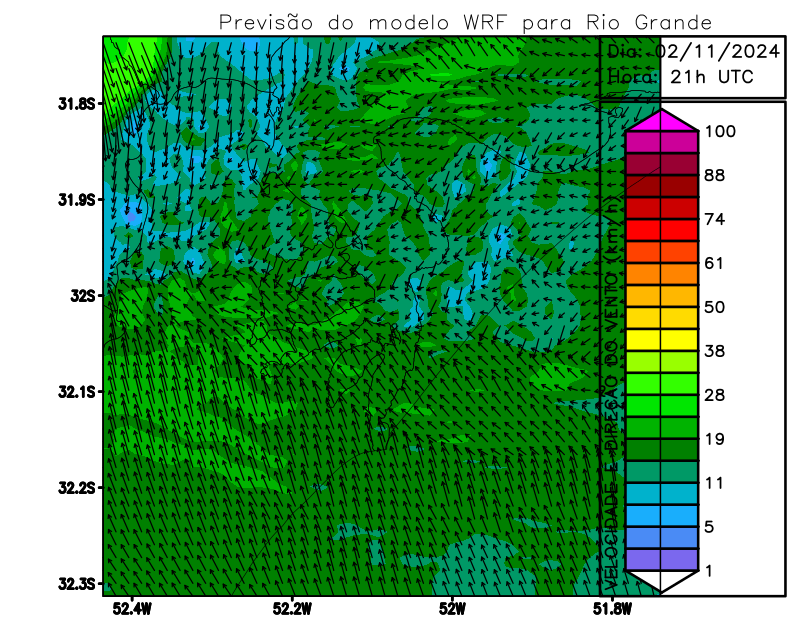 Previsão do modelo WRF para Rio Grande
Dia: 02/11/2024
Hora: 21h UTC
VELOCIDADE E DIREÇÃO DO VENTO (km/h)
100
88
74
61
50
38
28
19
11
5
1
31.8S
31.9S
32S
32.1S
32.2S
32.3S
52.4W
52.2W
52W
51.8W